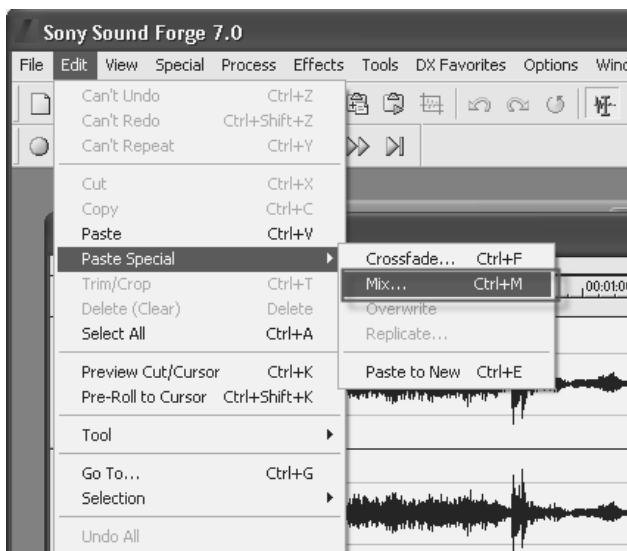 Sony Sound Forge 7.0
File Edit View Special Process Effects Tools DX Favorites Options Wind
Can't Undo Ctrl+Z
Can't Redo Ctrl+Shift+Z
Can't Repeat Ctrl+Y
Cut Ctrl+X
Copy Ctrl+C
Paste Ctrl+V
Paste Special
Crossfade... Ctrl+F
Mix... Ctrl+M
Overwrite
Replicate...
Paste to New Ctrl+E
Trim/Crop Ctrl+T
Delete (Clear) Delete
Select All Ctrl+A
Preview Cut/Cursor Ctrl+K
Pre-Roll to Cursor Ctrl+Shift+K
Tool
Go To... Ctrl+G
Selection
Undo All